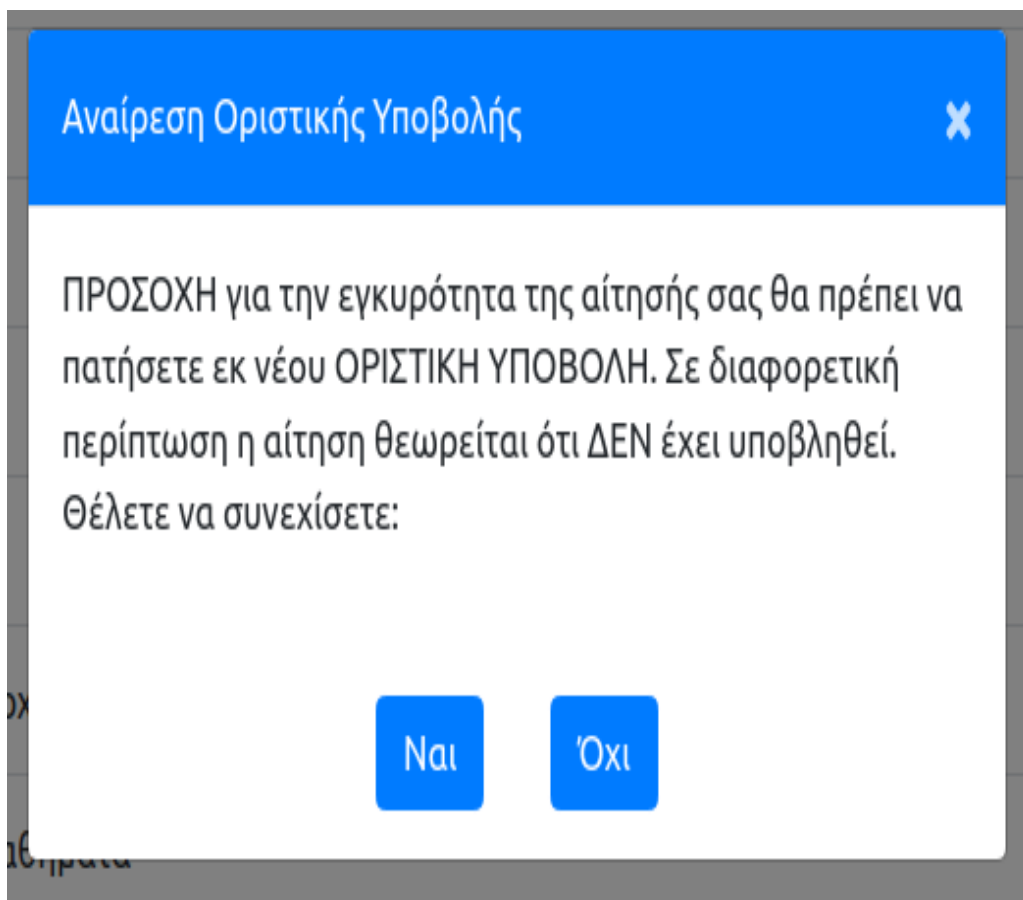 Αναίρεση Οριστικής Υποβολής
×
ΠΡΟΣΟΧΗ για την εγκυρότητα της αίτησής σας θα πρέπει να
πατήσετε εκ νέου ΟΡΙΣΤΙΚΗ ΥΠΟΒΟΛΗ. Σε διαφορετική
περίπτωση η αίτηση θεωρείται ότι ΔΕΝ έχει υποβληθεί.
Θέλετε να συνεχίσετε:
Ναι Όχι